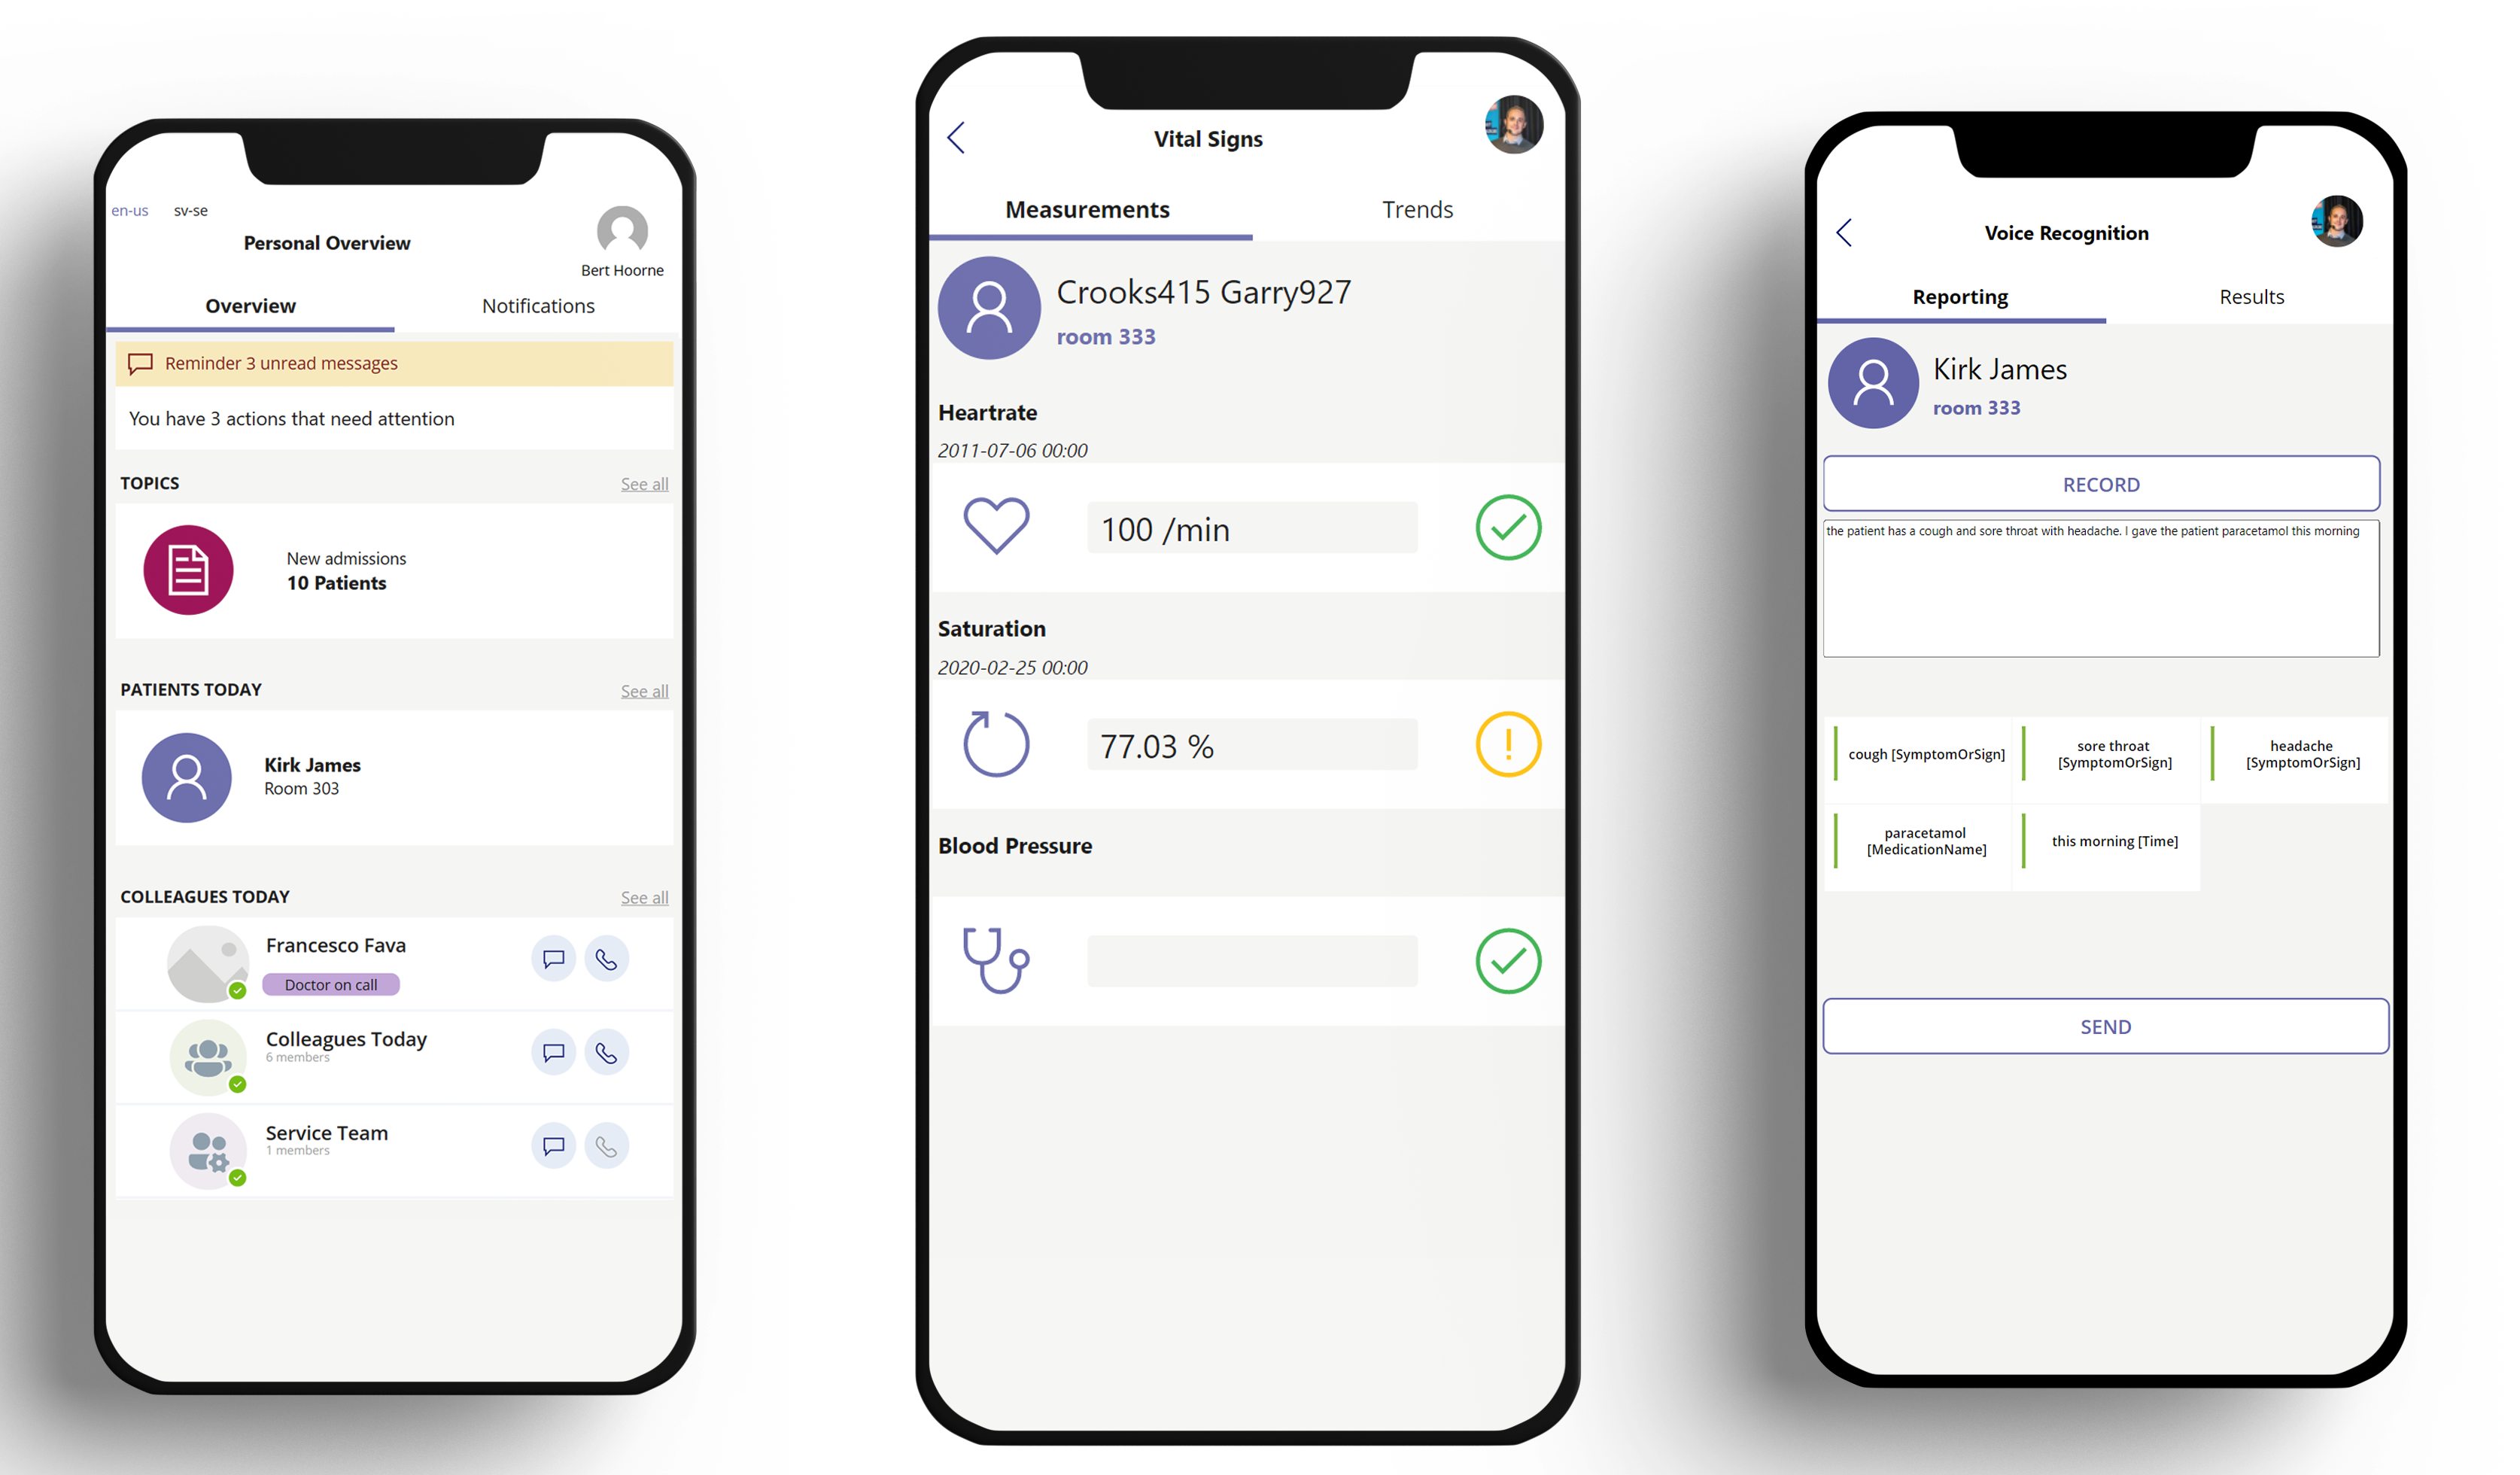 en-us sv-se
Personal Overview
Bert Hoorne
Overview Notifications
Reminder 3 unread messages
You have 3 actions that need attention
TOPICS See all
New admissions
10 Patients
PATIENTS TODAY See all
Kirk James
Room 303
COLLEAGUES TODAY See all
Francesco Fava
Doctor on call
Colleagues Today
6 members
Service Team
1 members
Vital Signs
Measurements Trends
Crooks415 Garry927
room 333
Heartrate
2011-07-06 00:00
100 /min
Saturation
2020-02-25 00:00
77.03 %
Blood Pressure
Voice Recognition
Reporting Results
Kirk James
room 333
RECORD
the patient has a cough and sore throat with headache. I gave the patient paracetamol this morning
cough [SymptomOrSign]
sore throat
[SymptomOrSign]
headache
[SymptomOrSign]
paracetamol
[MedicationName]
this morning [Time]
SEND